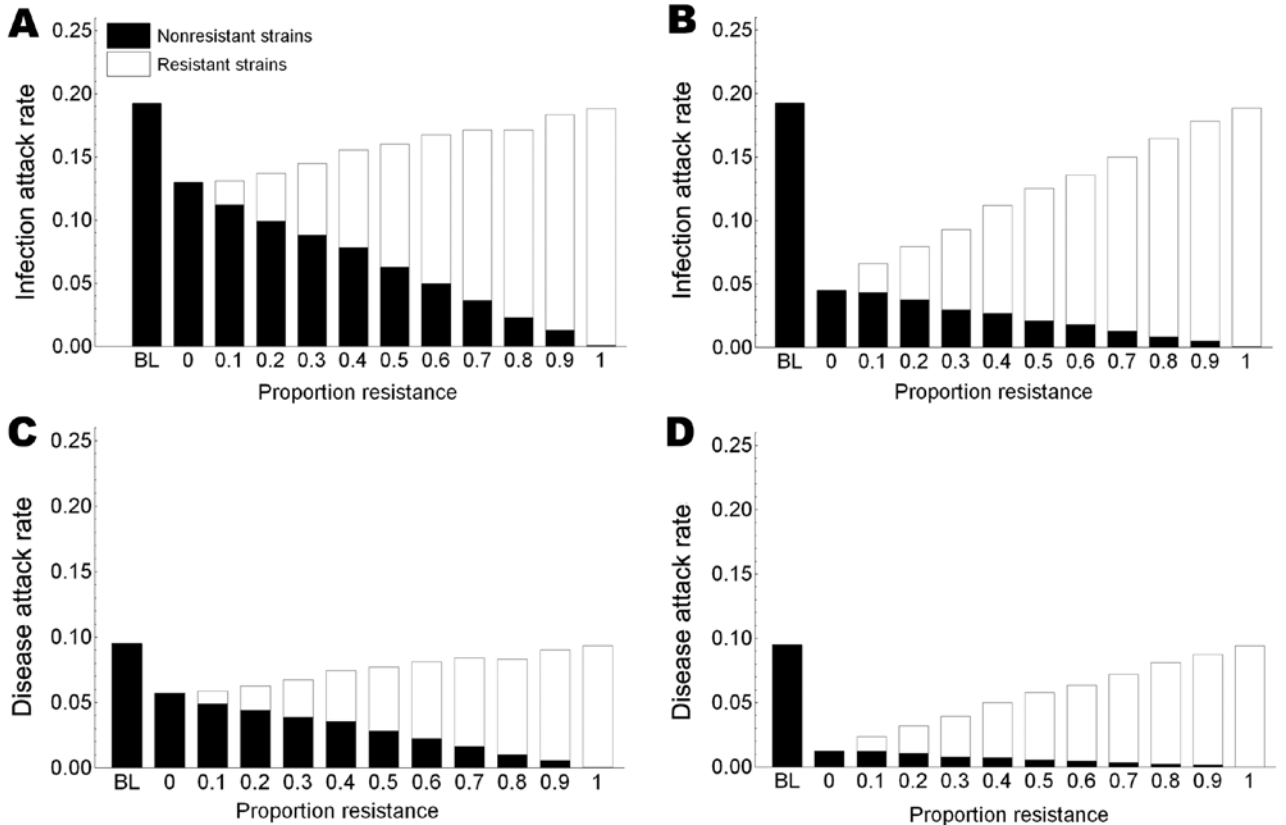 A
0.25
0.20
0.15
0.10
0.05
0.00
Infection attack rate
Nonresistant strains
Resistant strains
BL 0 0.1 0.2 0.3 0.4 0.5 0.6 0.7 0.8 0.9 1
Proportion resistance
B
0.25
0.20
0.15
0.10
0.05
0.00
Infection attack rate
BL 0 0.1 0.2 0.3 0.4 0.5 0.6 0.7 0.8 0.9 1
Proportion resistance
C
0.25
0.20
0.15
0.10
0.05
0.00
Disease attack rate
BL 0 0.1 0.2 0.3 0.4 0.5 0.6 0.7 0.8 0.9 1
Proportion resistance
D
0.25
0.20
0.15
0.10
0.05
0.00
Disease attack rate
BL 0 0.1 0.2 0.3 0.4 0.5 0.6 0.7 0.8 0.9 1
Proportion resistance